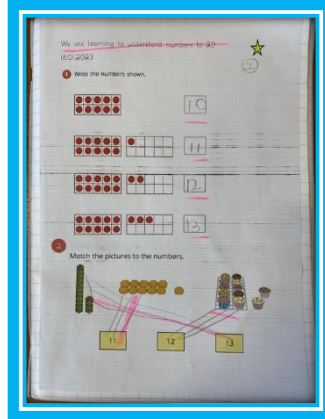 We are learning to understand numbers to 20
18.01.2023
1 Write the numbers shown.
10
11
12
13
2
Match the pictures to the numbers.
11 12 13